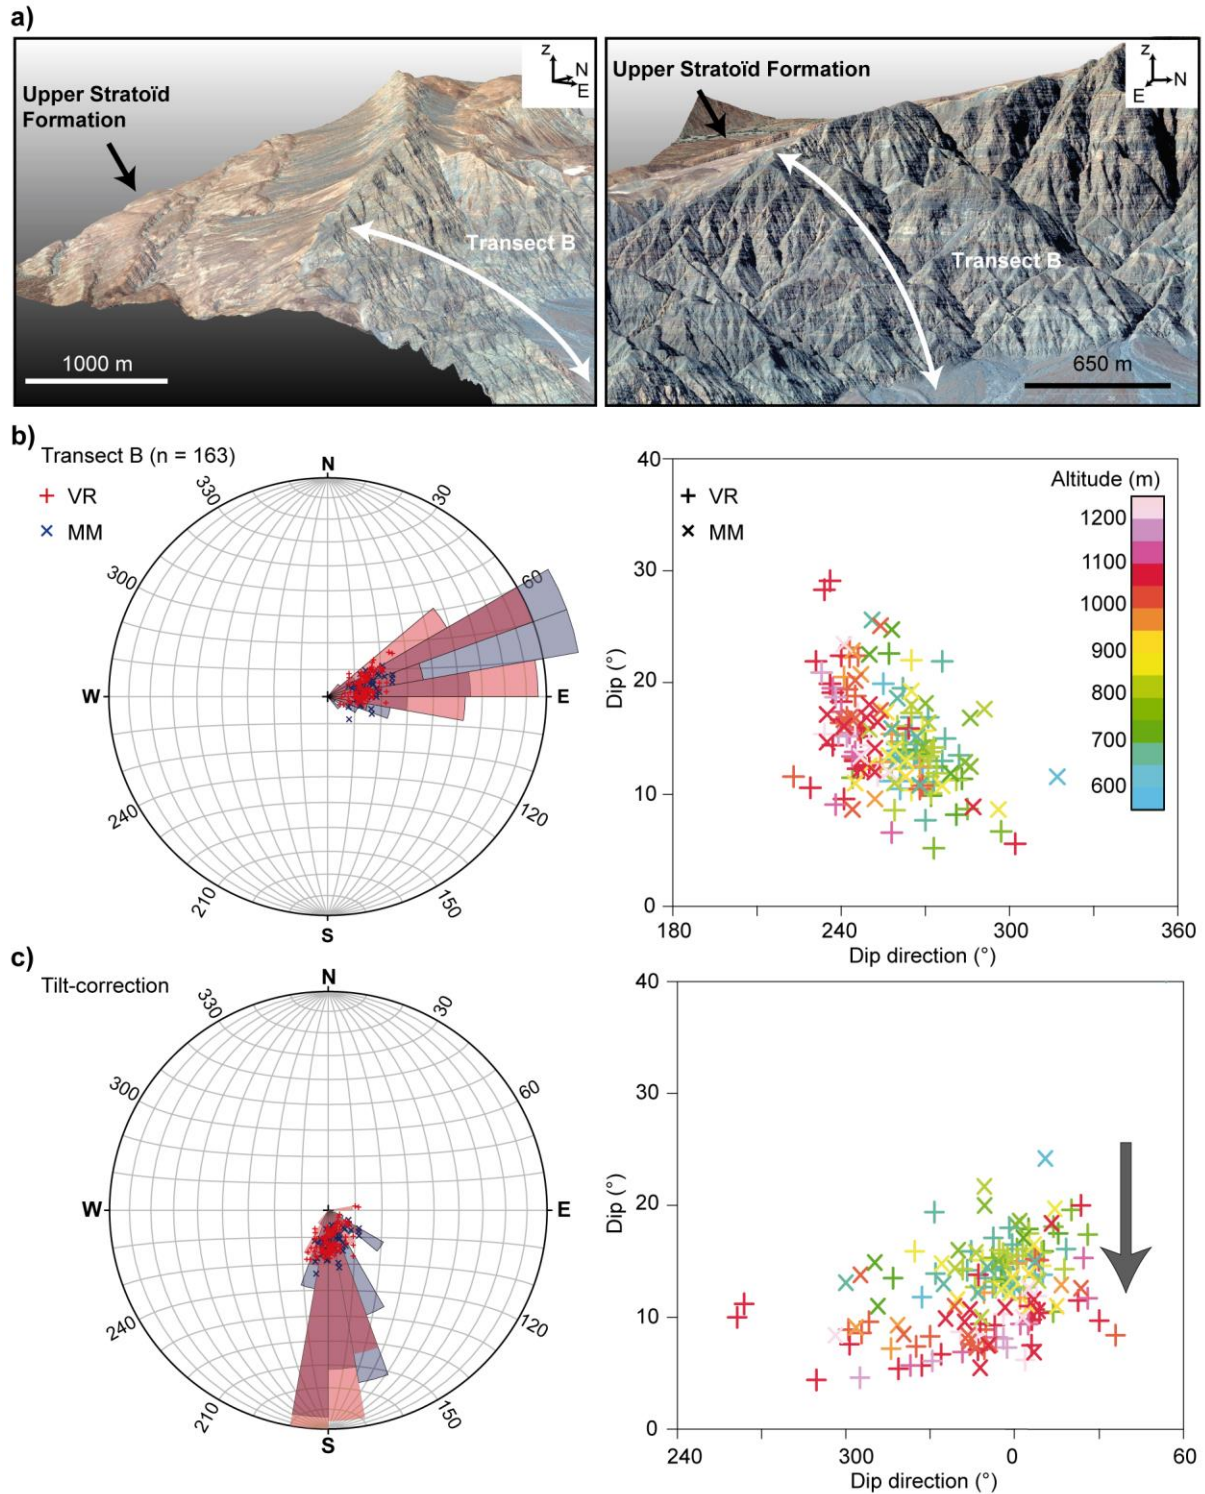 a)
Upper Stratoïd
Formation
Z
N
E
Transect B
1000 m
Upper Stratoïd Formation
Z
N
E
Transect B
650 m
b)
Transect B (n = 163)
+ VR
× MM
N
30
60
E
120
150
S
210
240
W
300
330
40
30
20
10
0
Dip (°)
180
240
300
360
Dip direction (°)
+ VR
× MM
Altitude (m)
1200
1100
1000
900
800
700
600
c)
Tilt-correction
N
30
60
E
120
150
S
210
240
W
300
330
40
30
20
10
0
Dip (°)
240
300
0
60
Dip direction (°)